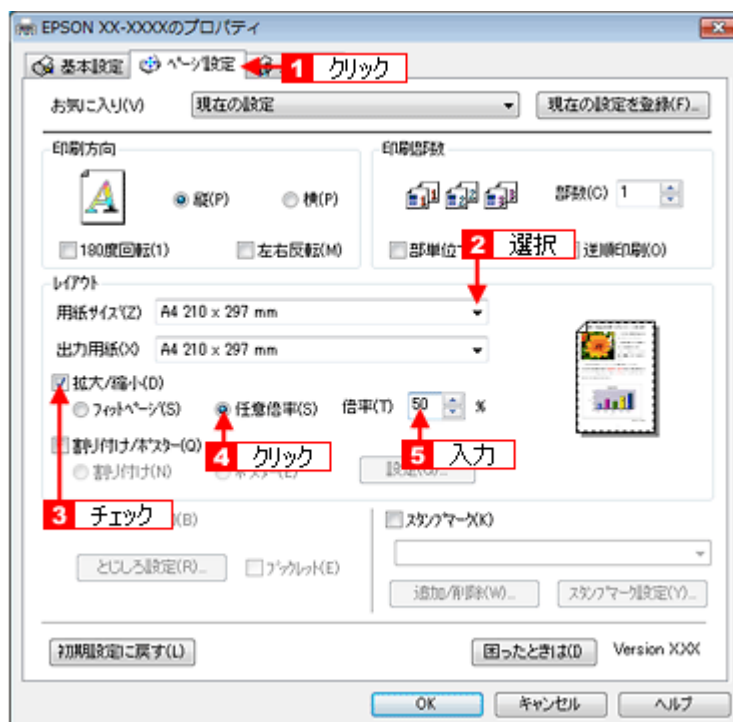 EPSON XX-XXXXのプロパティ
基本設定 ページ設定 1 クリック
お気に入り(V) 現在の設定 現在の設定を登録(F)...
印刷方向 印刷部数
縦(P) 横(P) 部数(C) 1
180度回転(1) 左右反転(M) 部単位 2 選択 逆順印刷(O)
レイアウト
用紙サイズ(Z) A4 210 x 297 mm
出力用紙(X) A4 210 x 297 mm
拡大/縮小(D)
フィットページ(S) 任意倍率(S) 倍率(T) 50 %
割り付け/ポスター(Q) 4 クリック 5 入力
割り付け(N)
3 チェック (B) スタンプマーク(K)
とじしろ設定(R)... ブックレット(E)
追加/削除(W)... スタンプマーク設定(Y)...
初期設定に戻す(L) 困ったときは(I) Version X.XX
OK キャンセル ヘルプ